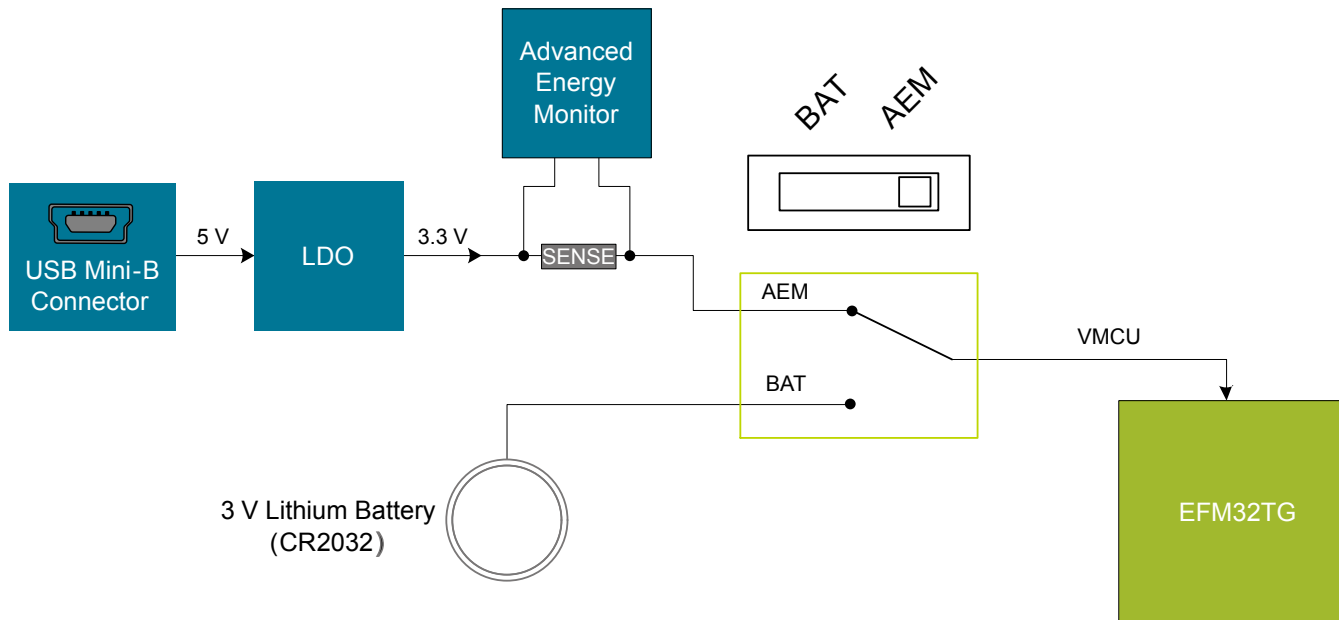 Advanced
Energy
Monitor
BAT
AEM
USB Mini-B
Connector
5 V
LDO
3.3 V
SENSE
AEM
BAT
VMCU
3 V Lithium Battery
(CR2032)
EFM32TG